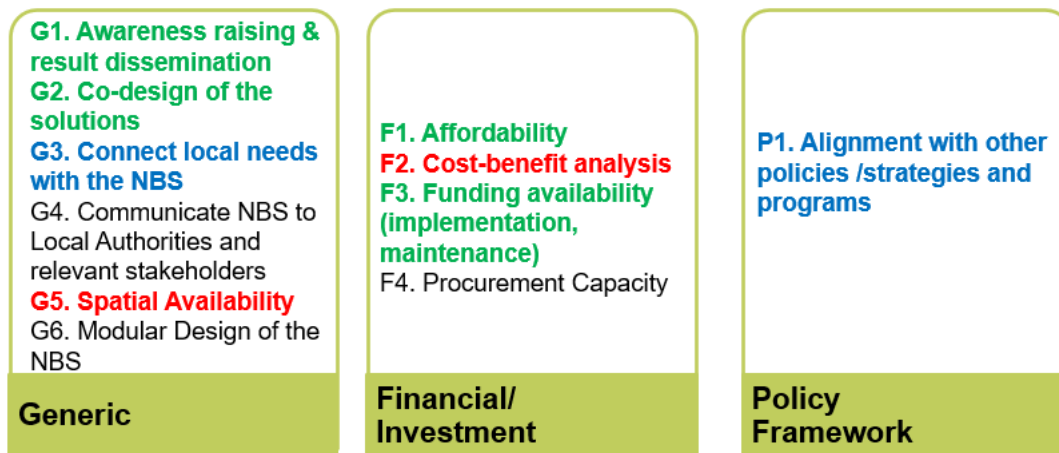 G1. Awareness raising &
result dissemination
G2. Co-design of the
solutions
G3. Connect local needs
with the NBS
G4. Communicate NBS to
Local Authorities and
relevant stakeholders
G5. Spatial Availability
G6. Modular Design of the
NBS
Generic
F1. Affordability
F2. Cost-benefit analysis
F3. Funding availability
(implementation,
maintenance)
F4. Procurement Capacity
Financial/
Investment
P1. Alignment with other
policies /strategies and
programs
Policy
Framework